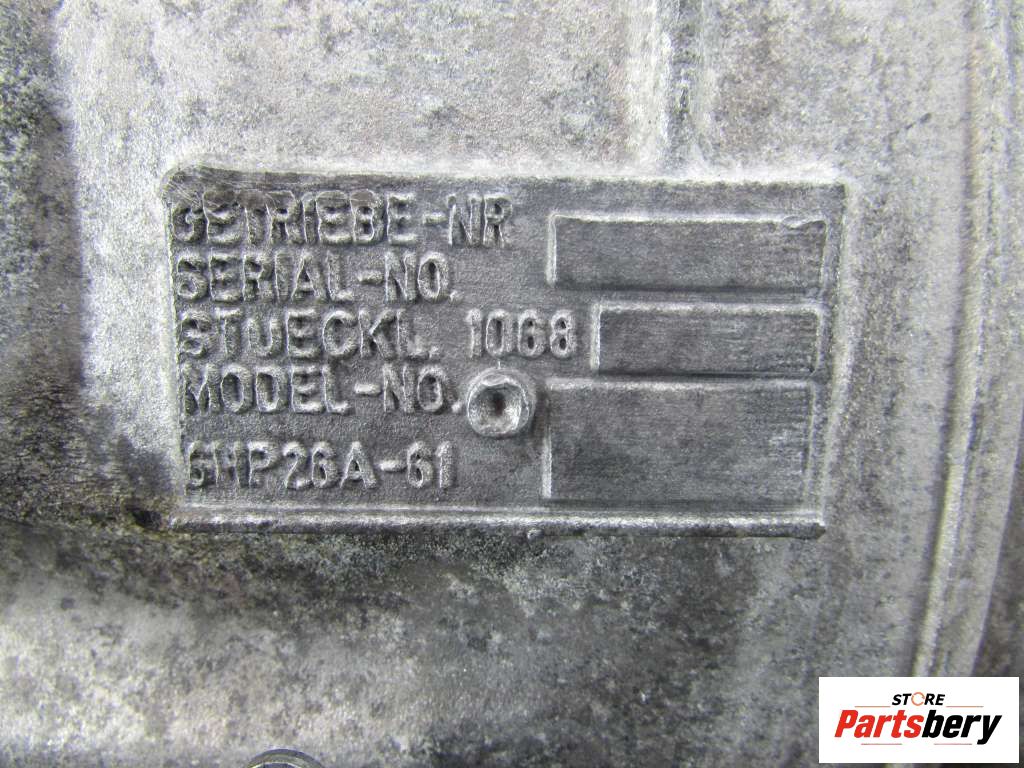 GETRIEBE-NR
SERIAL-NO.
STUECKL. 1068
MODEL-NO.
6HP26A-61
STORE
Partsbery